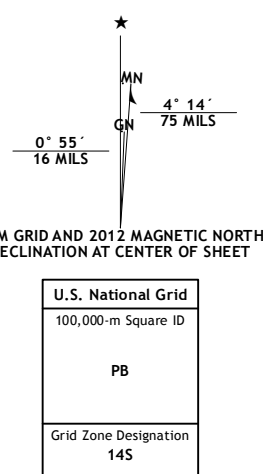 ★
MN
4° 14´
75 MILS
GN
0° 55´
16 MILS
M GRID AND 2012 MAGNETIC NORTH
ECLINATION AT CENTER OF SHEET
U.S. National Grid
100,000-m Square ID
PB
Grid Zone Designation
14S